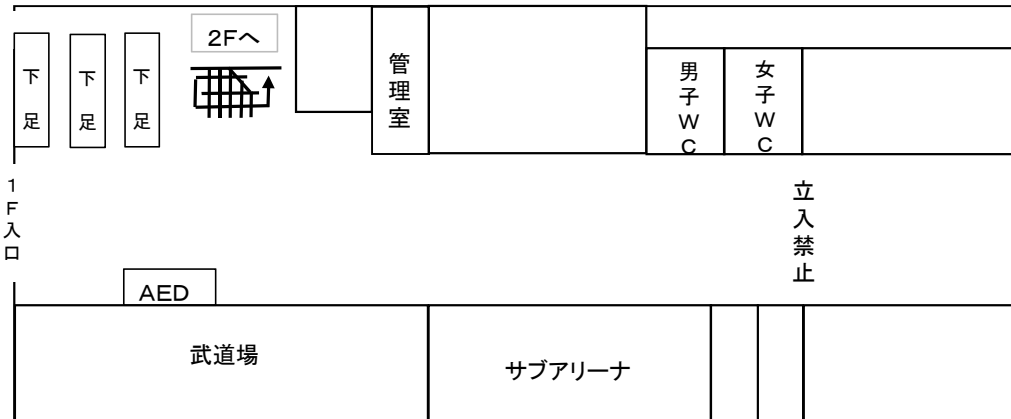 下足
下足
下足
2Fへ
管理室
男子WC
女子WC
1F入口
立入禁止
AED
武道場
サブアリーナ